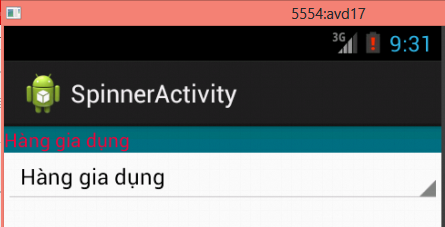 5554:avd17
3G 9:31
SpinnerActivity
Hàng gia dụng
Hàng gia dụng